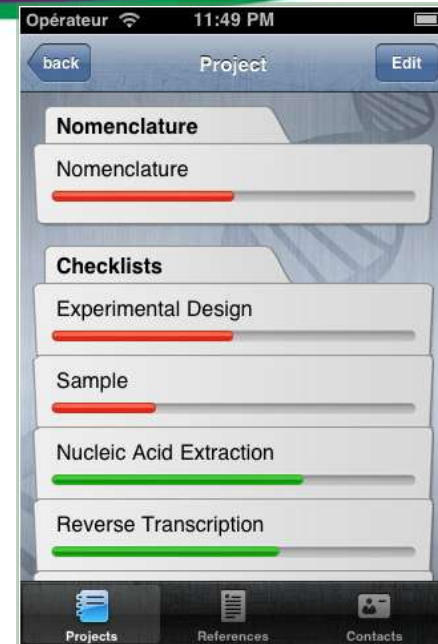 Opérateur 11:49 PM
back Project Edit
Nomenclature
Nomenclature
Checklists
Experimental Design
Sample
Nucleic Acid Extraction
Reverse Transcription
Projects References Contacts